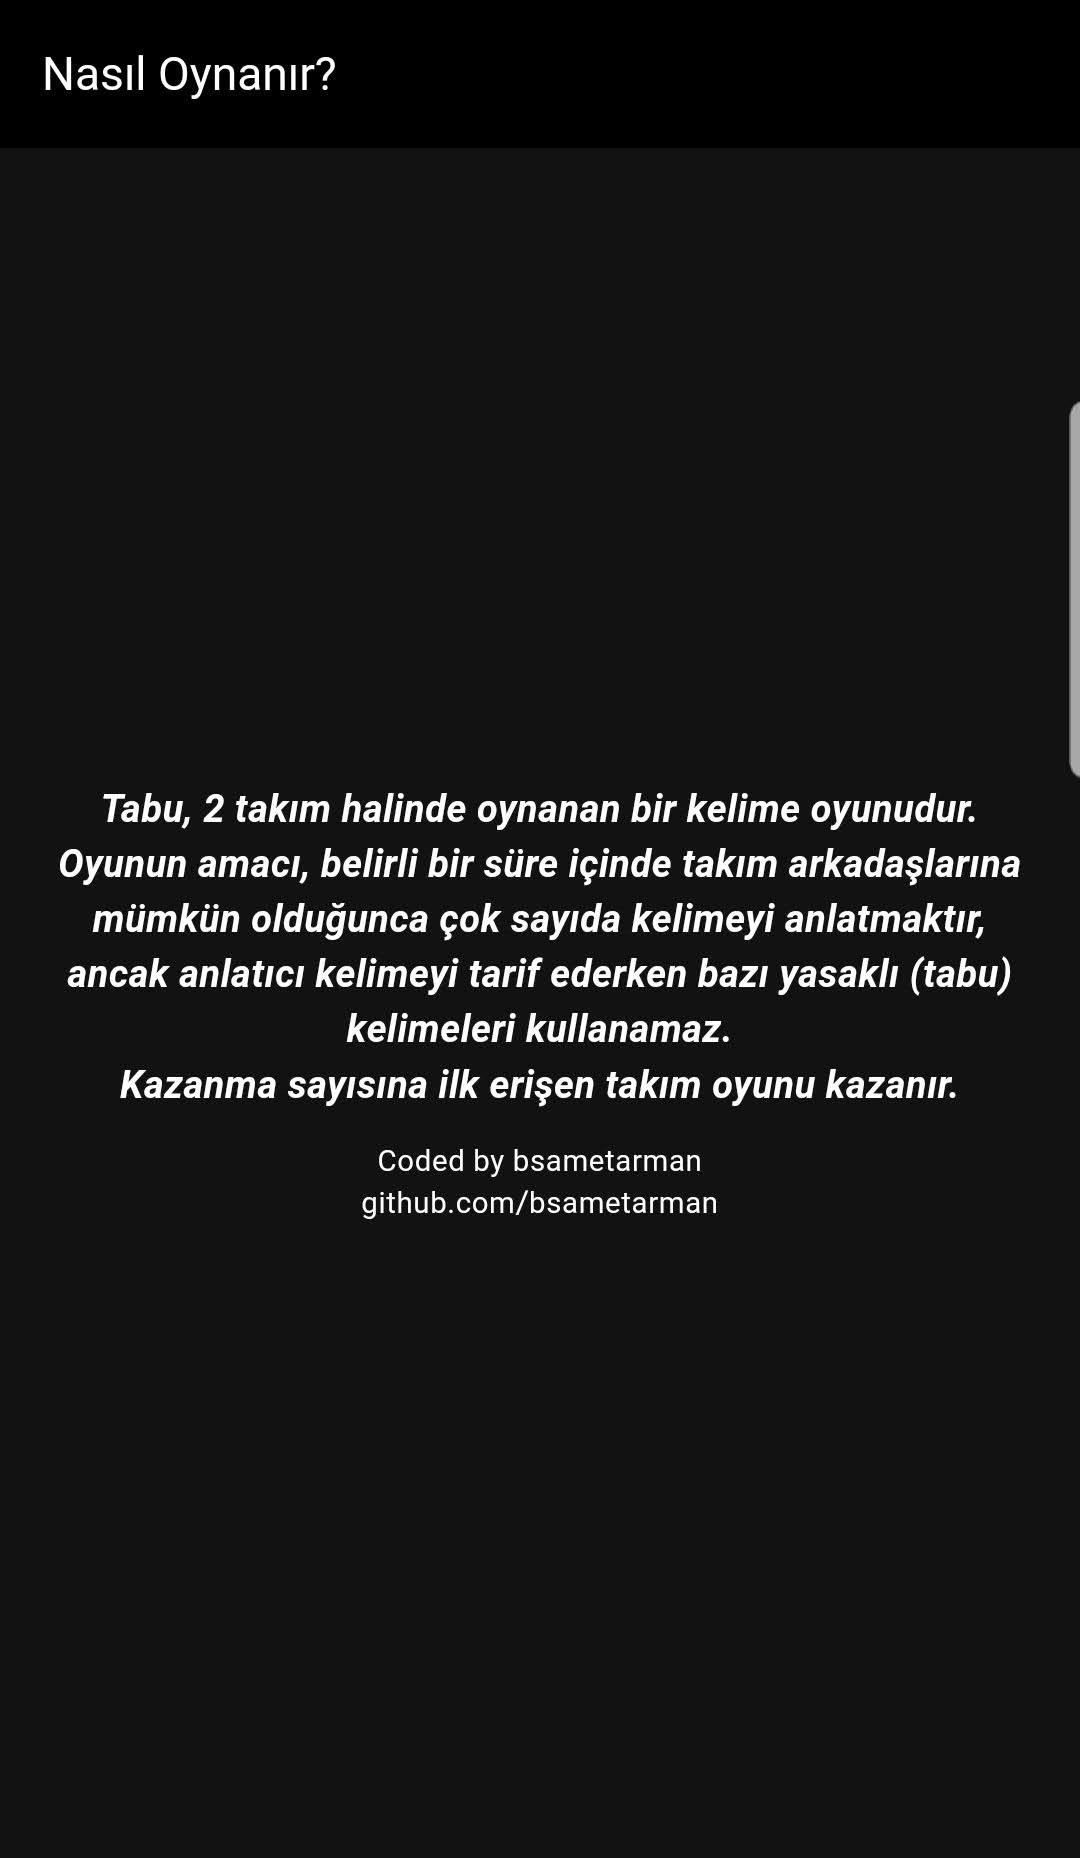 Nasıl Oynanır?
Tabu, 2 takım halinde oynanan bir kelime oyunudur.
Oyunun amacı, belirli bir süre içinde takım arkadaşlarına
mümkün olduğunca çok sayıda kelimeyi anlatmaktır,
ancak anlatıcı kelimeyi tarif ederken bazı yasaklı (tabu)
kelimeleri kullanamaz.
Kazanma sayısına ilk erişen takım oyunu kazanır.
Coded by bsametarman
github.com/bsametarman